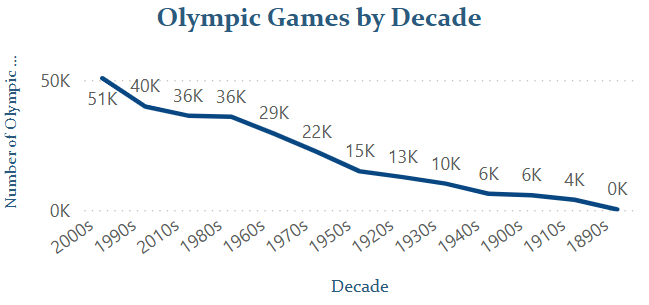 Olympic Games by Decade
Number of Olympic ...
50K
0K
51K
40K
36K
36K
29K
22K
15K
13K
10K
6K
6K
4K
0K
2000s
1990s
2010s
1980s
1960s
1970s
1950s
1920s
1930s
1940s
1900s
1910s
1890s
Decade